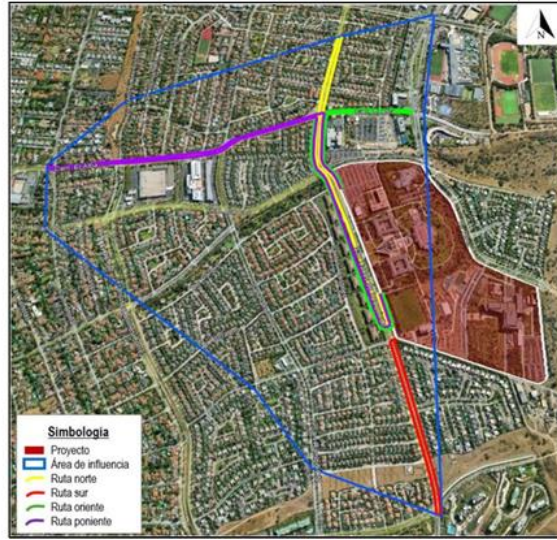 N
Simbología
Proyecto
Área de influencia
Ruta norte
Ruta sur
Ruta oriente
Ruta poniente